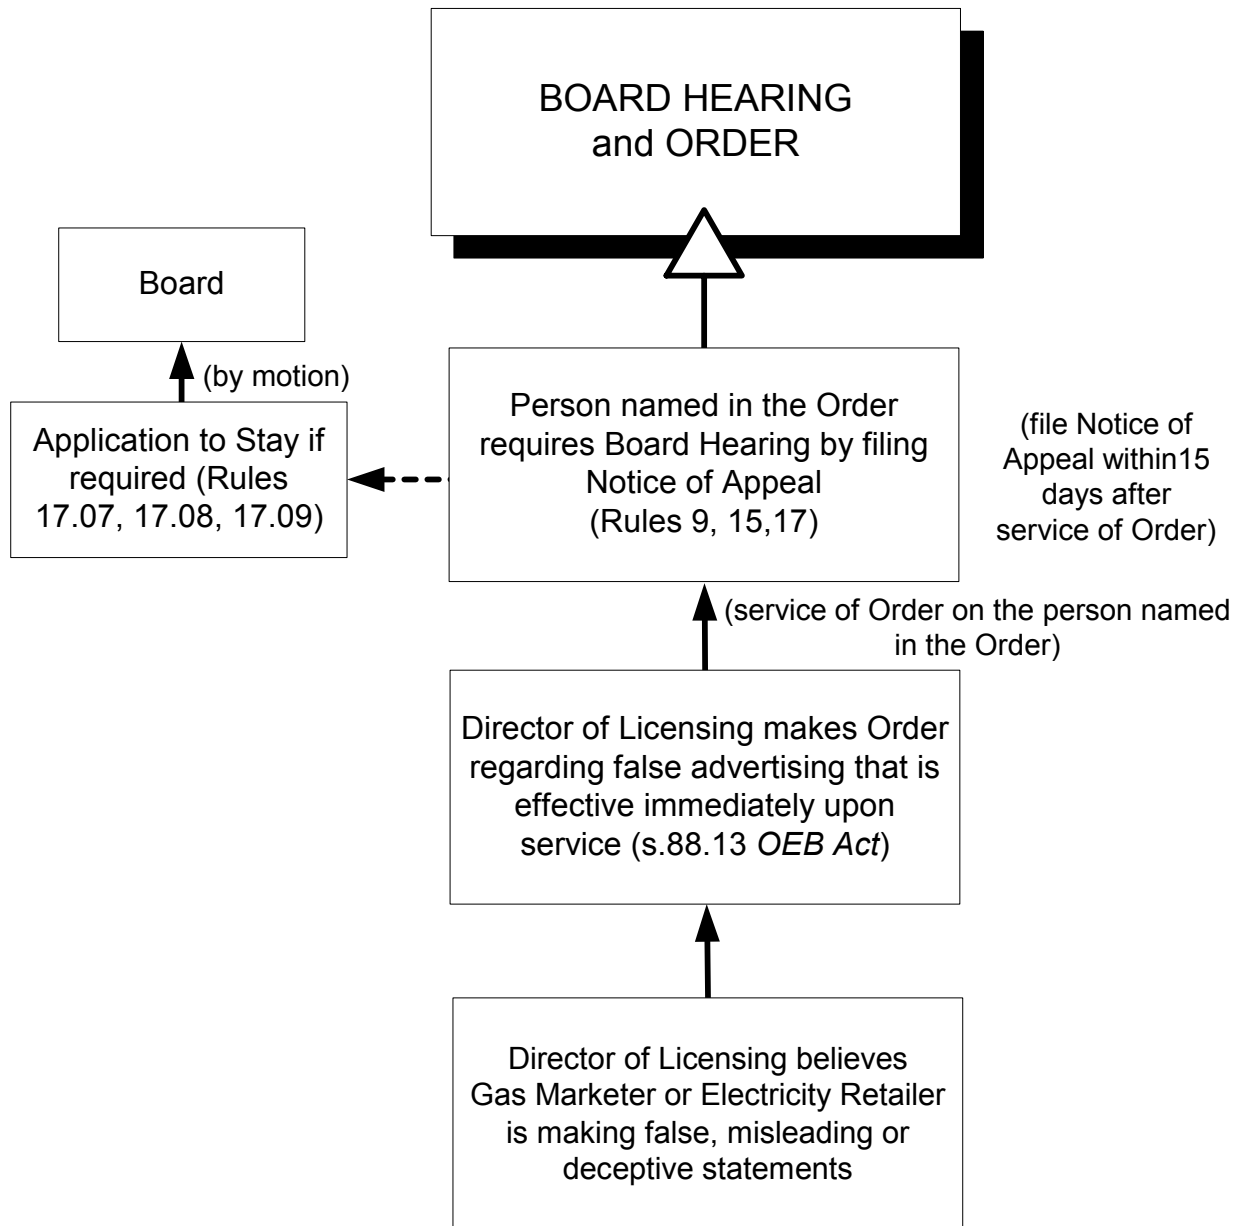 BOARD HEARING
and ORDER
Board
(by motion)
Application to Stay if
required (Rules
17.07, 17.08, 17.09)
Person named in the Order
requires Board Hearing by filing
Notice of Appeal
(Rules 9, 15,17)
(file Notice of
Appeal within15
days after
service of Order)
(service of Order on the person named
in the Order)
Director of Licensing makes Order
regarding false advertising that is
effective immediately upon
service (s.88.13 OEB Act)
Director of Licensing believes
Gas Marketer or Electricity Retailer
is making false, misleading or
deceptive statements